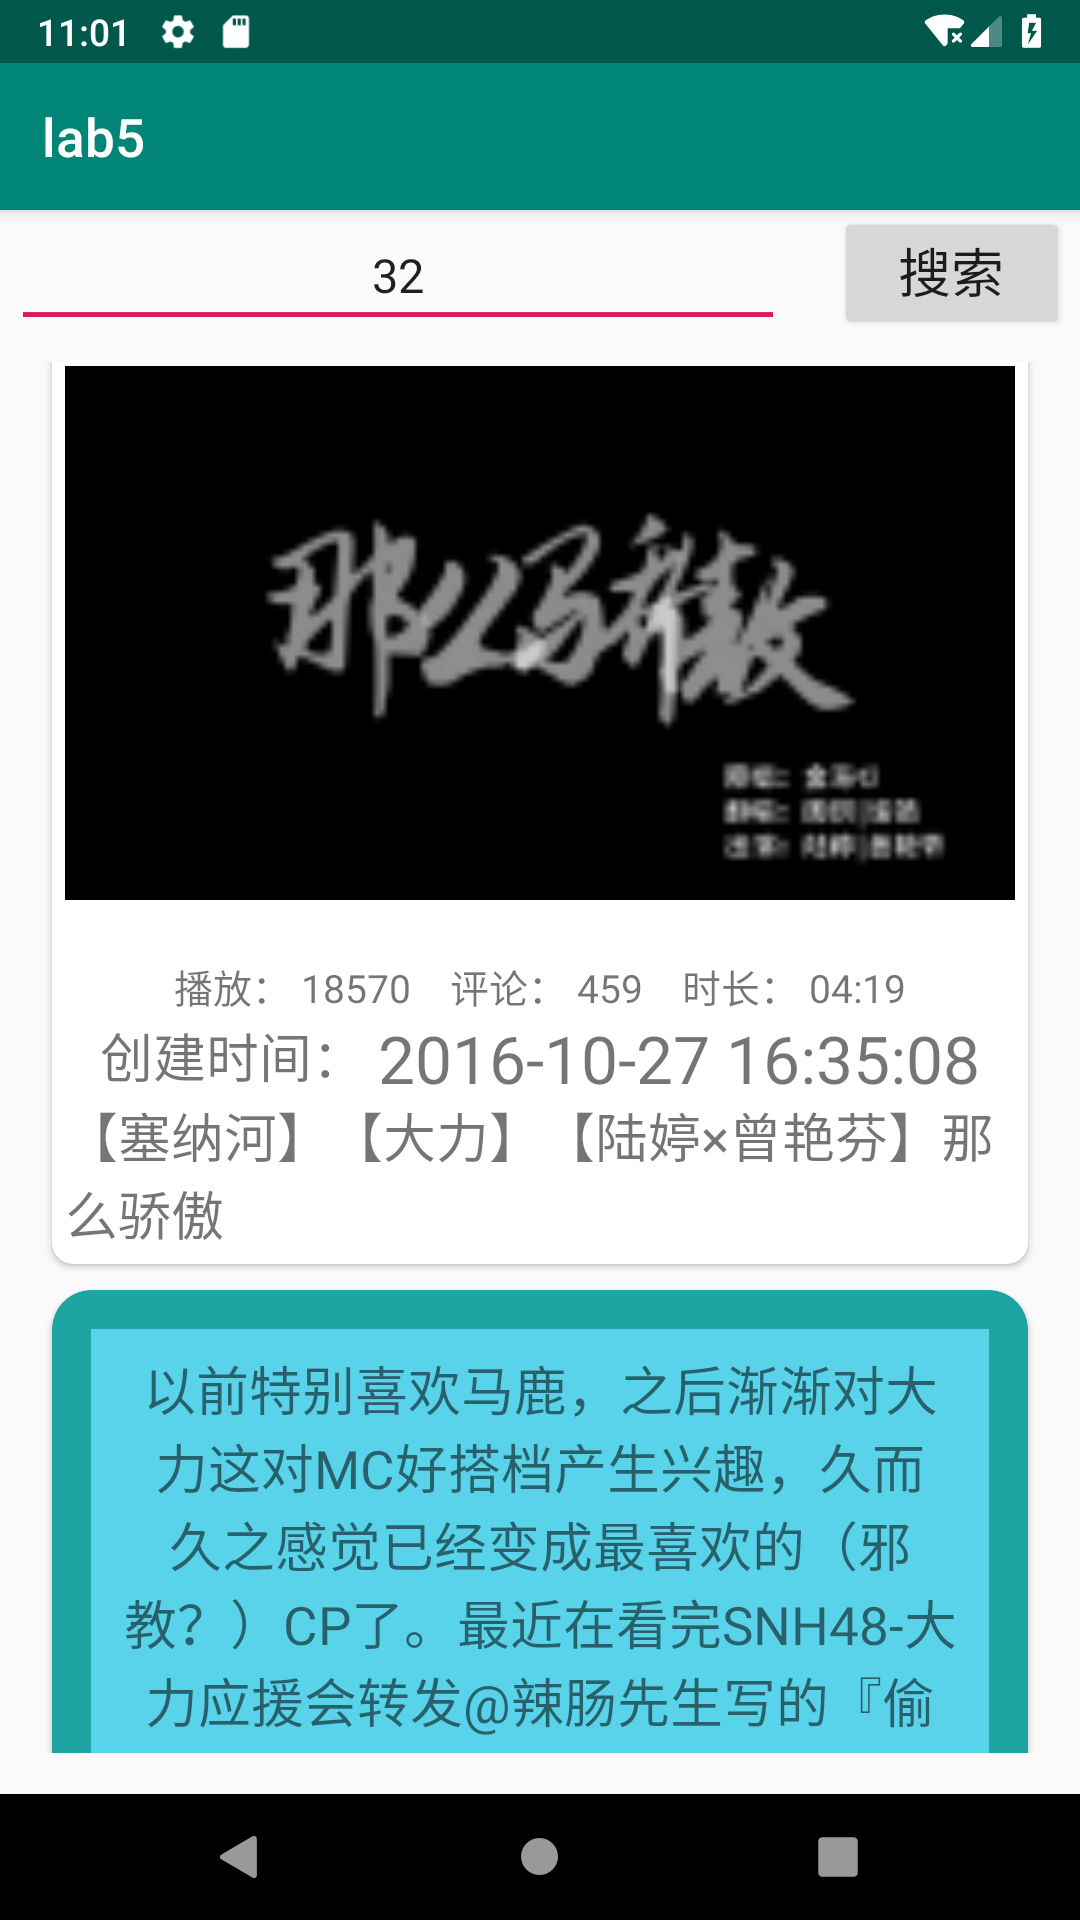 11:01
lab5
32
搜索
那么骄傲
播放： 18570 评论： 459 时长： 04:19
创建时间： 2016-10-27 16:35:08
【塞纳河】【大力】【陆婷×曾艳芬】那
么骄傲
以前特别喜欢马鹿，之后渐渐对大
力这对MC好搭档产生兴趣，久而
久之感觉已经变成最喜欢的（邪
教？）CP了。最近在看完SNH48-大
力应援会转发@辣肠先生写的『偷